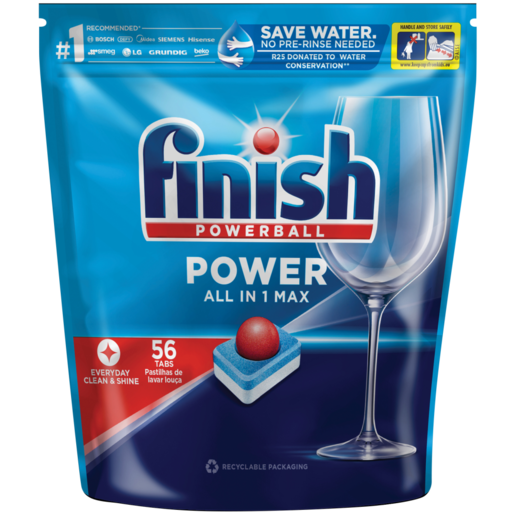 #1
RECOMMENDED*
BOSCH Midea SIEMENS Hisense
smeg LG GRUNDIG beko
SAVE WATER.
NO PRE-RINSE NEEDED
R25 DONATED TO WATER
CONSERVATION**
HANDLE AND STORE SAFELY
finish
POWERBALL
POWER
ALL IN 1 MAX
EVERYDAY
CLEAN & SHINE
56
TABS
Pastilhas de
lavar louça
RECYCLABLE PACKAGING